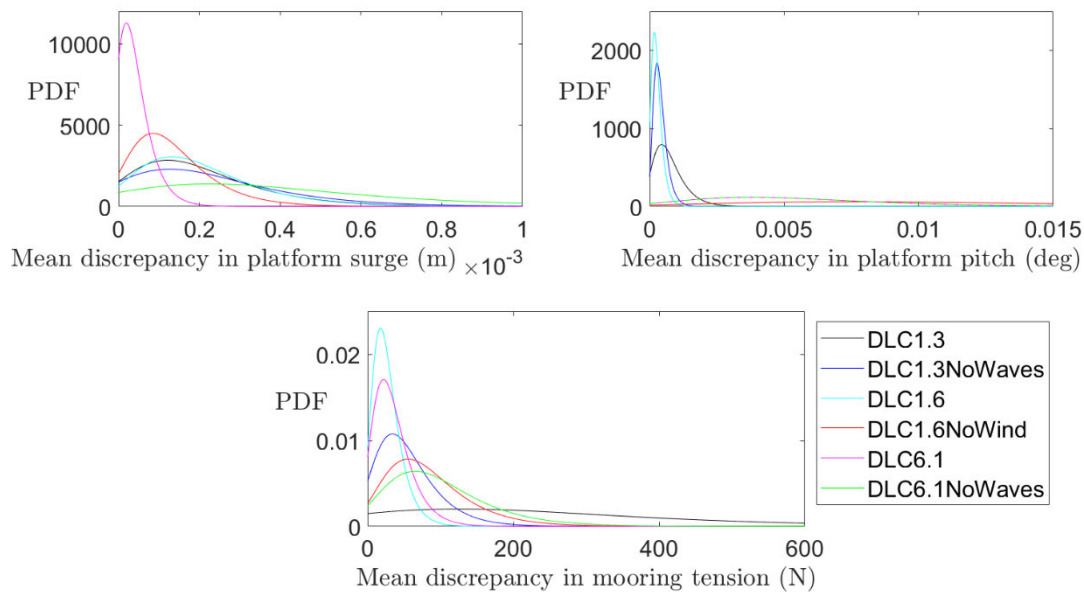 10000
PDF
5000
0
0 0.2 0.4 0.6 0.8 1
Mean discrepancy in platform surge (m) ×10⁻³
2000
PDF
1000
0
0 0.005 0.010 0.015
Mean discrepancy in platform pitch (deg)
0.02
PDF
0.01
0
0 200 400 600
Mean discrepancy in mooring tension (N)
DLC1.3
DLC1.3NoWaves
DLC1.6
DLC1.6NoWind
DLC6.1
DLC6.1NoWaves